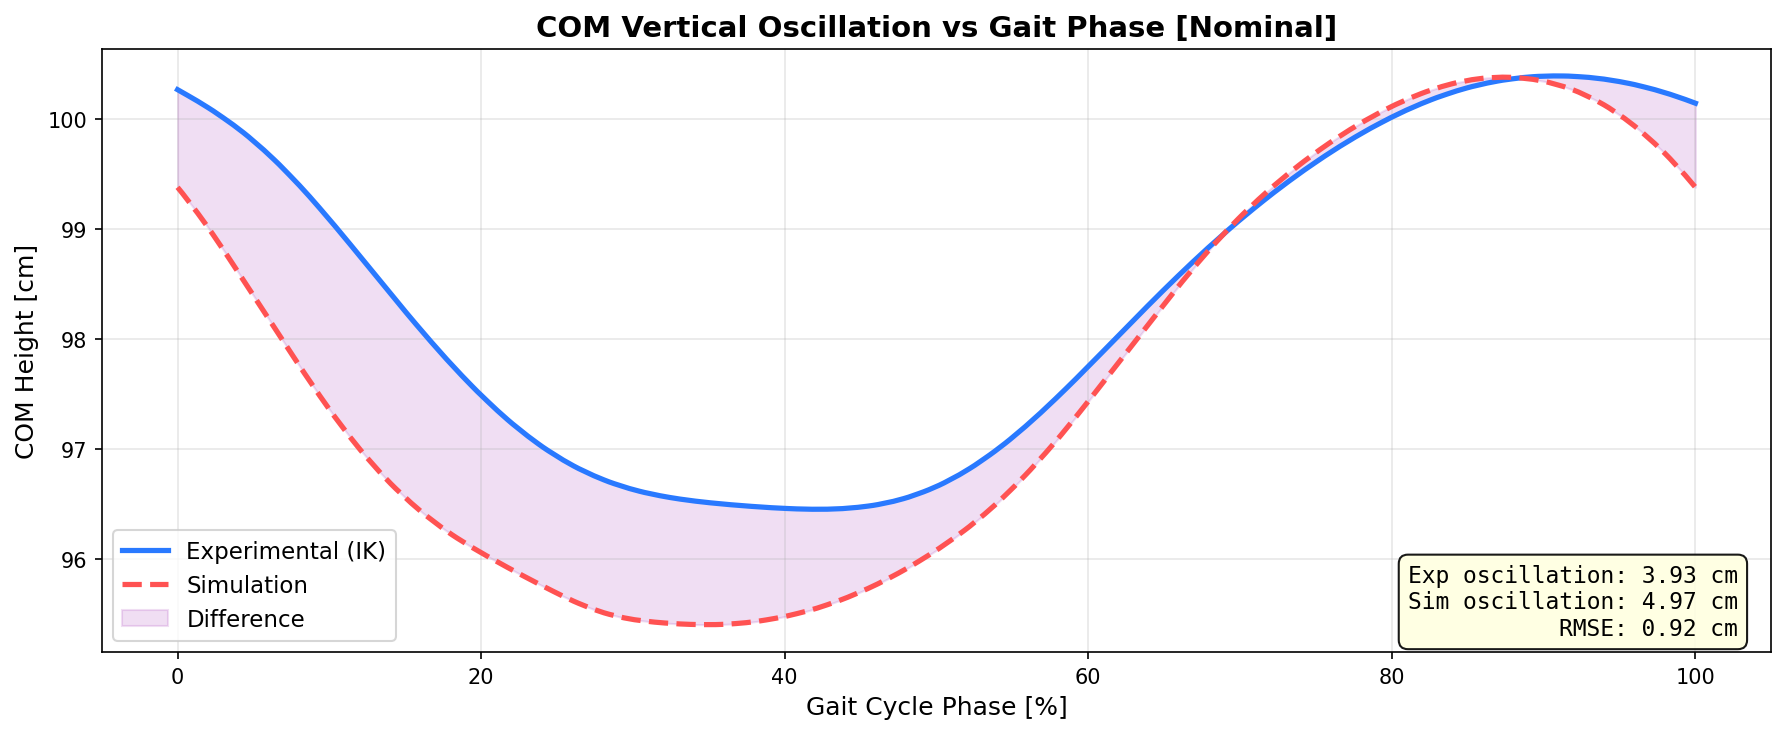 COM Vertical Oscillation vs Gait Phase [Nominal]
COM Height [cm]
100
99
98
97
96
Experimental (IK)
Simulation
Difference
Exp oscillation: 3.93 cm
Sim oscillation: 4.97 cm
RMSE: 0.92 cm
0 20 40 60 80 100
Gait Cycle Phase [%]